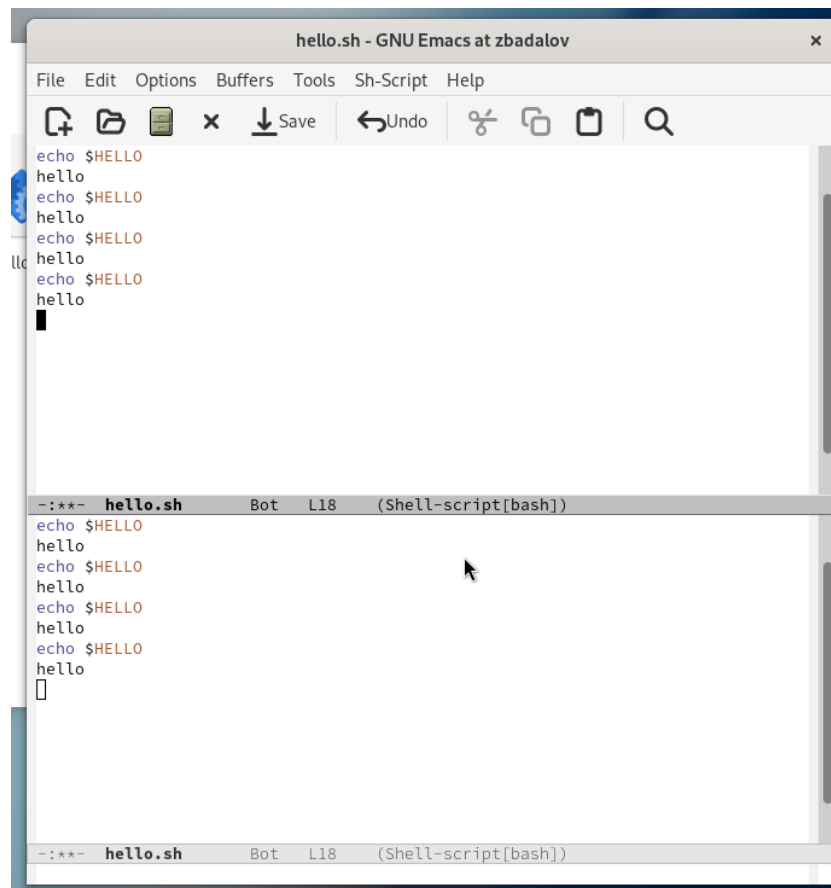 hello.sh - GNU Emacs at zbadalov ×
File Edit Options Buffers Tools Sh-Script Help
Save Undo
echo $HELLO
hello
echo $HELLO
hello
echo $HELLO
hello
echo $HELLO
hello
-:**- hello.sh Bot L18 (Shell-script[bash])
echo $HELLO
hello
echo $HELLO
hello
echo $HELLO
hello
echo $HELLO
hello
-:**- hello.sh Bot L18 (Shell-script[bash])